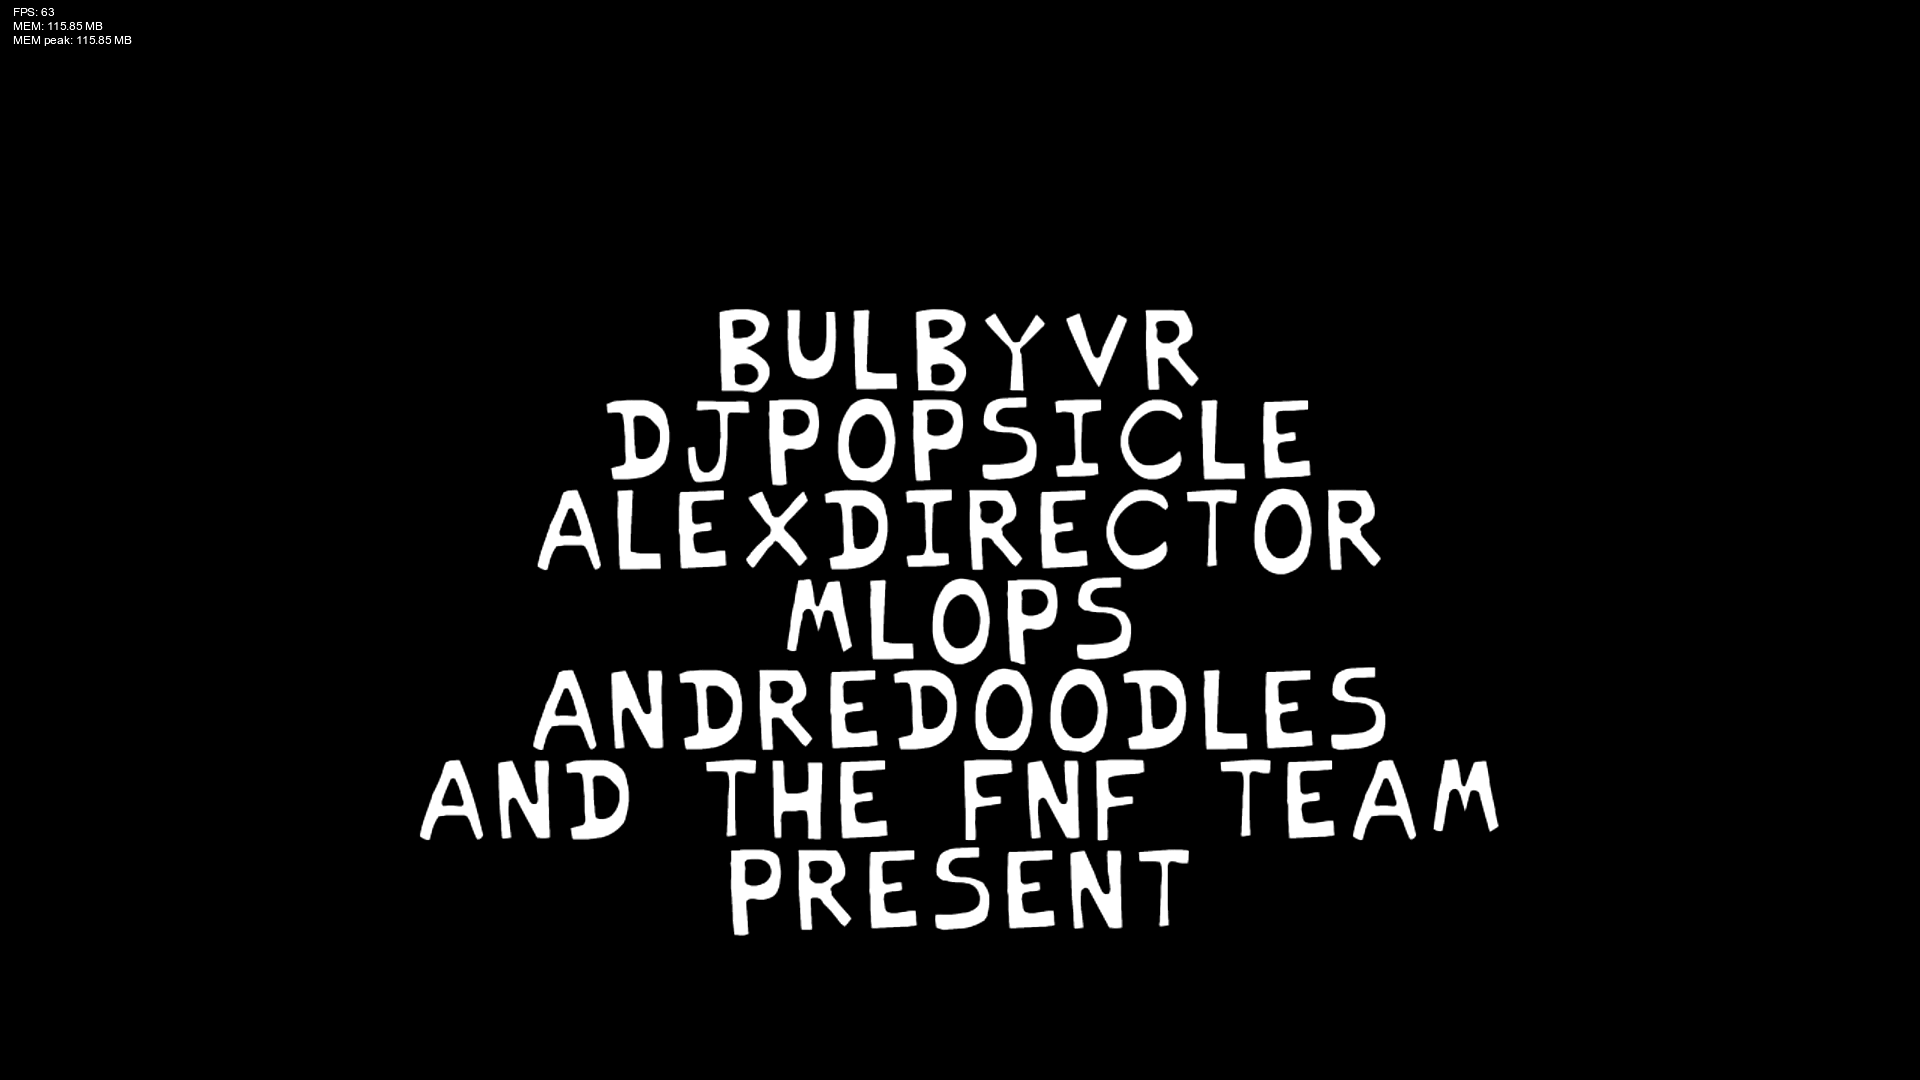 FPS: 63
MEM: 115.85 MB
MEM peak: 115.85 MB
BULBYVR
DJPOPSICLE
ALEXDIRECTOR
MLOPS
ANDREDOODLES
AND THE FNF TEAM
PRESENT